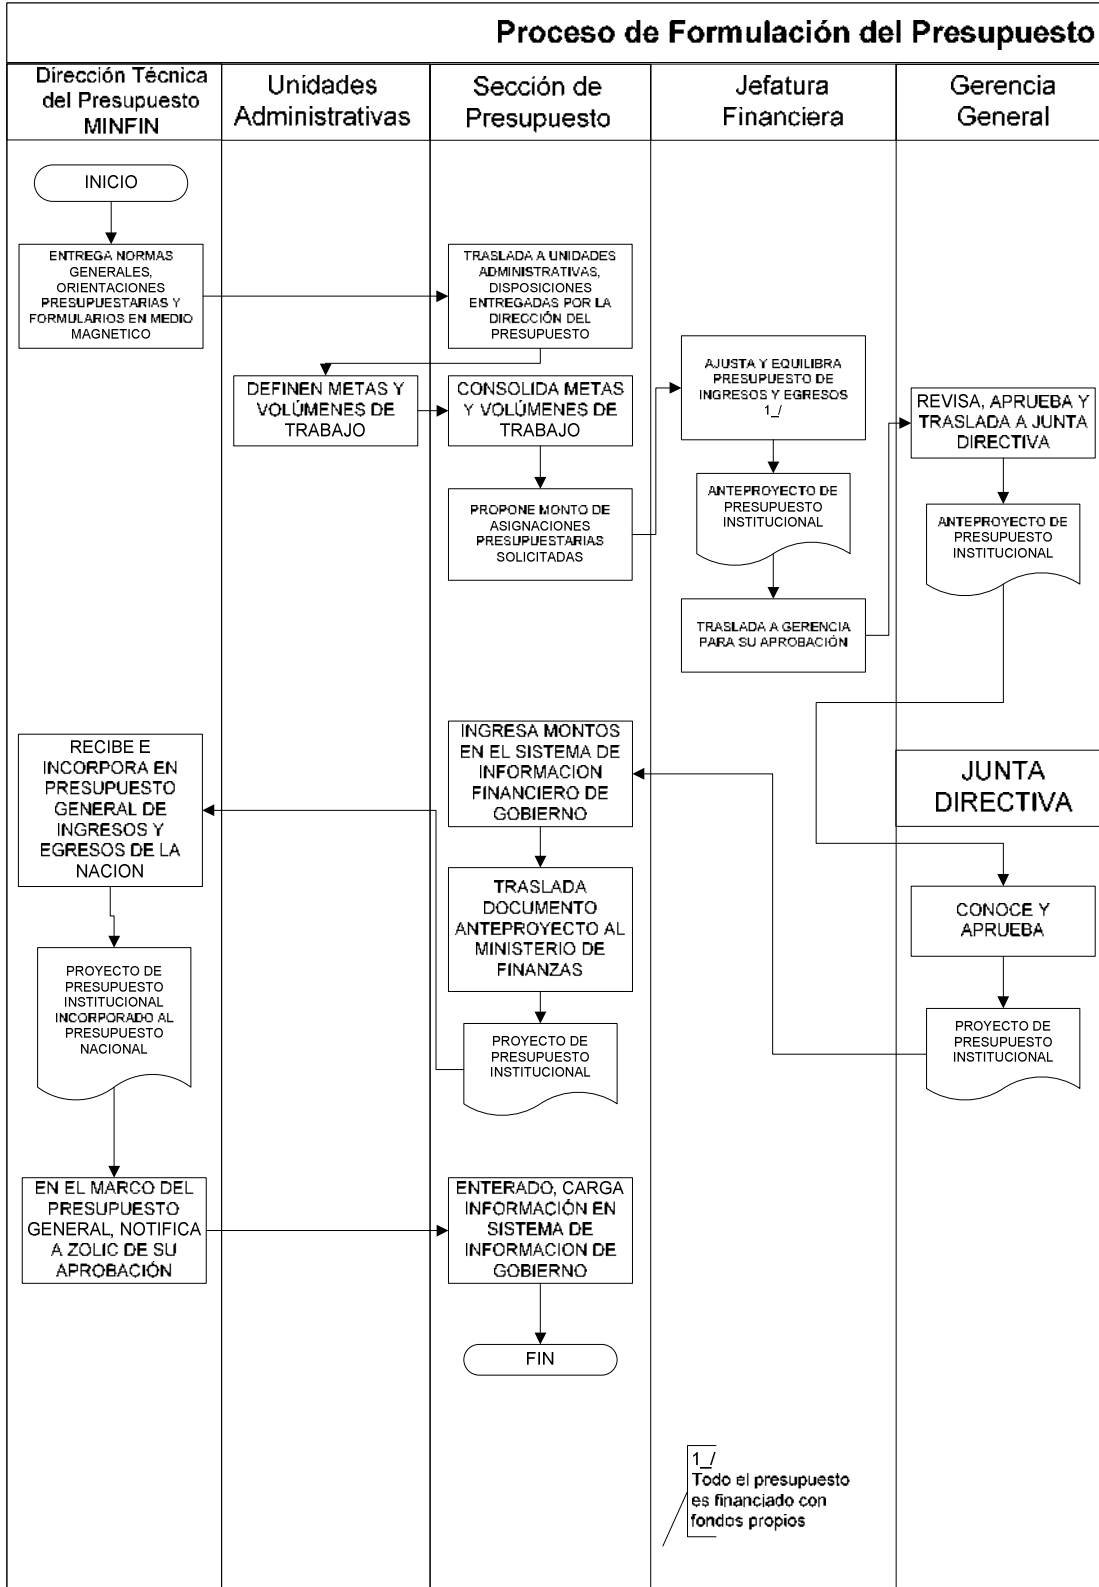 Proceso de Formulación del Presupuesto
Dirección Técnica
del Presupuesto
MINFIN
Unidades
Administrativas
Sección de
Presupuesto
Jefatura
Financiera
Gerencia
General
INICIO
ENTREGA NORMAS
GENERALES,
ORIENTACIONES
PRESUPUESTARIAS Y
FORMULARIOS EN MEDIO
MAGNETICO
TRASLADA A UNIDADES
ADMINISTRATIVAS,
DISPOSICIONES
ENTREGADAS POR LA
DIRECCIÓN DEL
PRESUPUESTO
DEFINEN METAS Y
VOLÚMENES DE
TRABAJO
CONSOLIDA METAS
Y VOLÚMENES DE
TRABAJO
PROPONE MONTO DE
ASIGNACIONES
PRESUPUESTARIAS
SOLICITADAS
AJUSTA Y EQUILIBRA
PRESUPUESTO DE
INGRESOS Y EGRESOS
1_/
ANTEPROYECTO DE
PRESUPUESTO
INSTITUCIONAL
TRASLADA A GERENCIA
PARA SU APROBACIÓN
REVISA, APRUEBA Y
TRASLADA A JUNTA
DIRECTIVA
ANTEPROYECTO DE
PRESUPUESTO
INSTITUCIONAL
JUNTA
DIRECTIVA
CONOCE Y
APRUEBA
PROYECTO DE
PRESUPUESTO
INSTITUCIONAL
INGRESA MONTOS
EN EL SISTEMA DE
INFORMACION
FINANCIERO DE
GOBIERNO
TRASLADA
DOCUMENTO
ANTEPROYECTO AL
MINISTERIO DE
FINANZAS
PROYECTO DE
PRESUPUESTO
INSTITUCIONAL
RECIBE E
INCORPORA EN
PRESUPUESTO
GENERAL DE
INGRESOS Y
EGRESOS DE LA
NACION
PROYECTO DE
PRESUPUESTO
INSTITUCIONAL
INCORPORADO AL
PRESUPUESTO
NACIONAL
EN EL MARCO DEL
PRESUPUESTO
GENERAL, NOTIFICA
A ZOLIC DE SU
APROBACIÓN
ENTERADO, CARGA
INFORMACIÓN EN
SISTEMA DE
INFORMACION DE
GOBIERNO
FIN
1_/
Todo el presupuesto
es financiado con
fondos propios